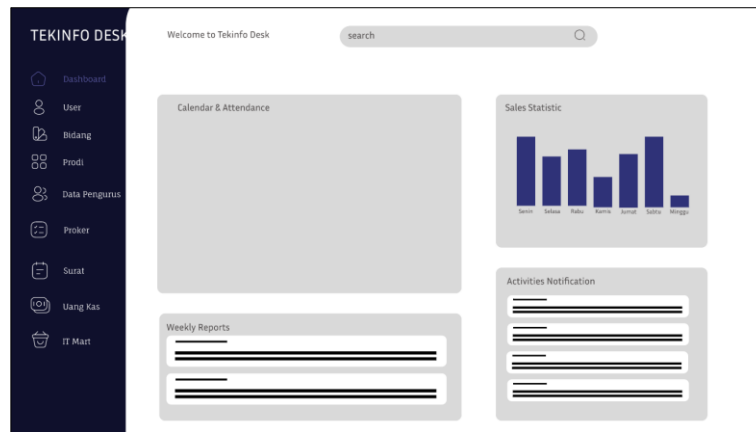 TEKINFO DESK
Dashboard
User
Bidang
Prodi
Data Pengurus
Proker
Surat
Uang Kas
IT Mart
Welcome to Tekinfo Desk
search
Calendar & Attendance
Sales Statistic
Senin Selasa Rabu Kamis Jumat Sabtu Minggu
Weekly Reports
Activities Notification